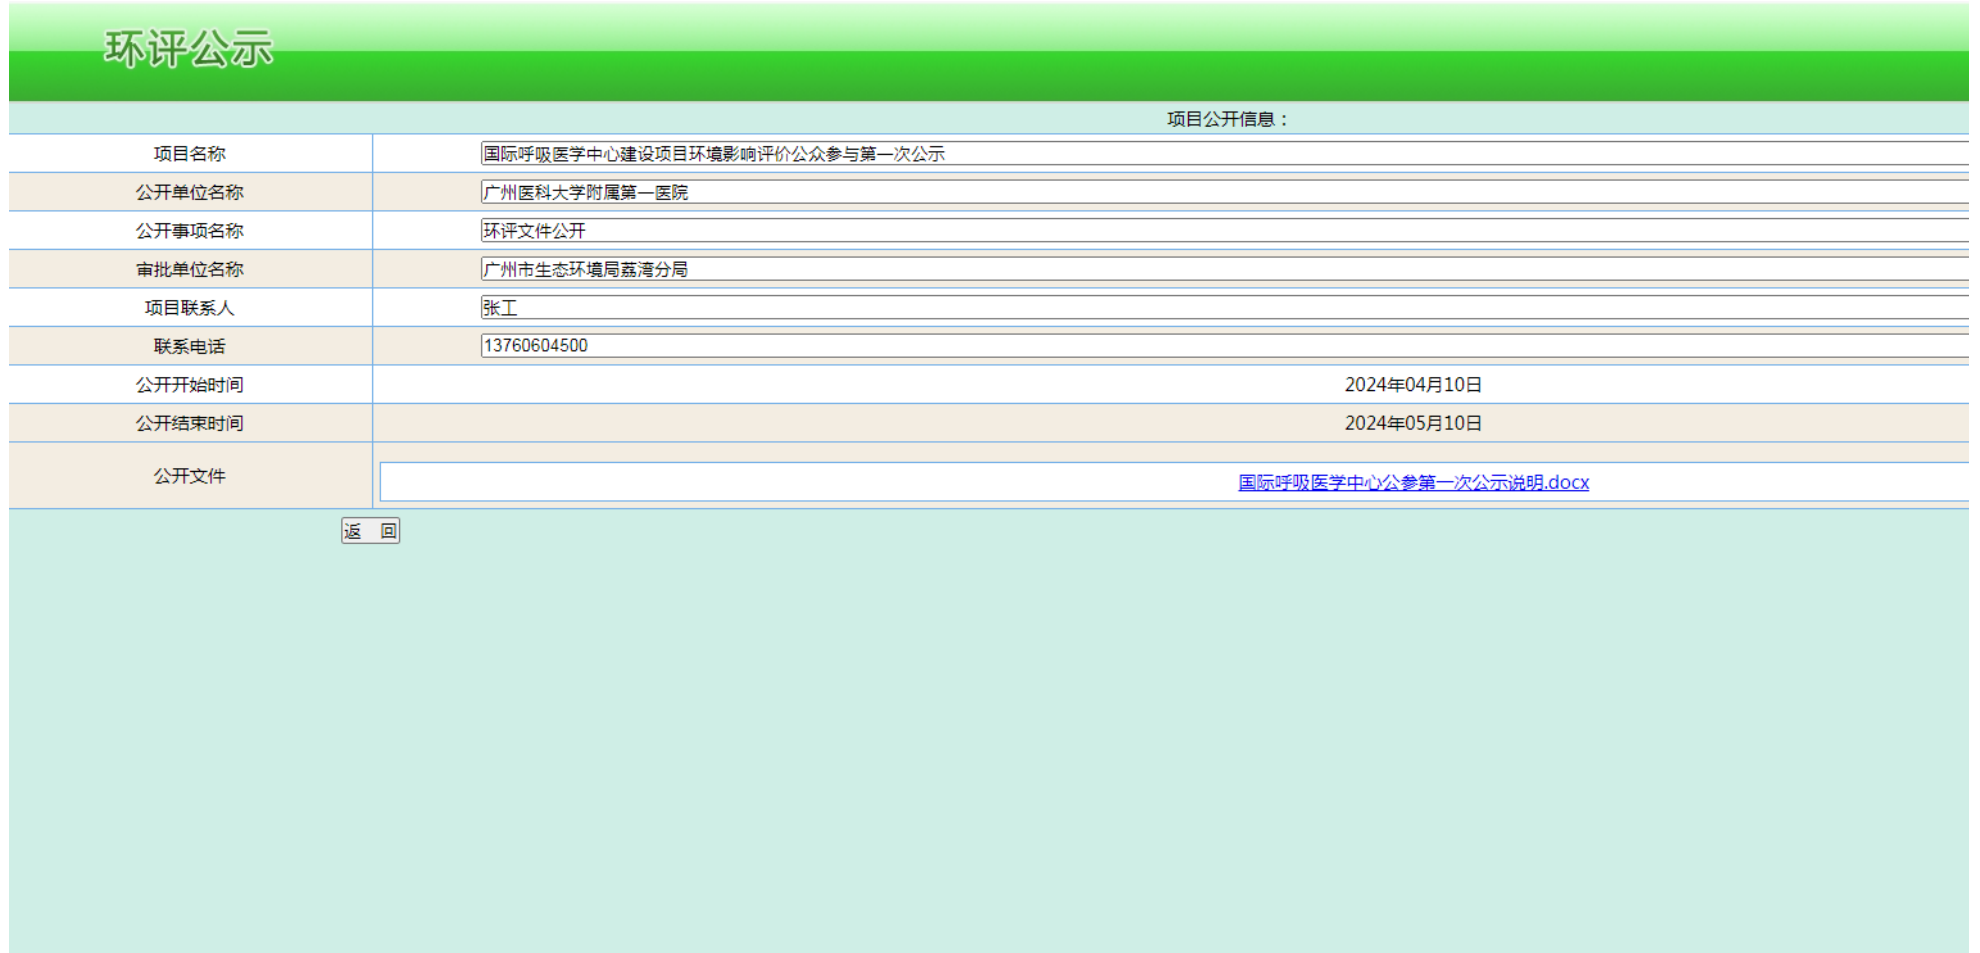 环评公示
项目公开信息：
项目名称 国际呼吸医学中心建设项目环境影响评价公众参与第一次公示
公开单位名称 广州医科大学附属第一医院
公开事项名称 环评文件公开
审批单位名称 广州市生态环境局荔湾分局
项目联系人 张工
联系电话 13760604500
公开开始时间 2024年04月10日
公开结束时间 2024年05月10日
公开文件 国际呼吸医学中心公参第一次公示说明.docx
返 回